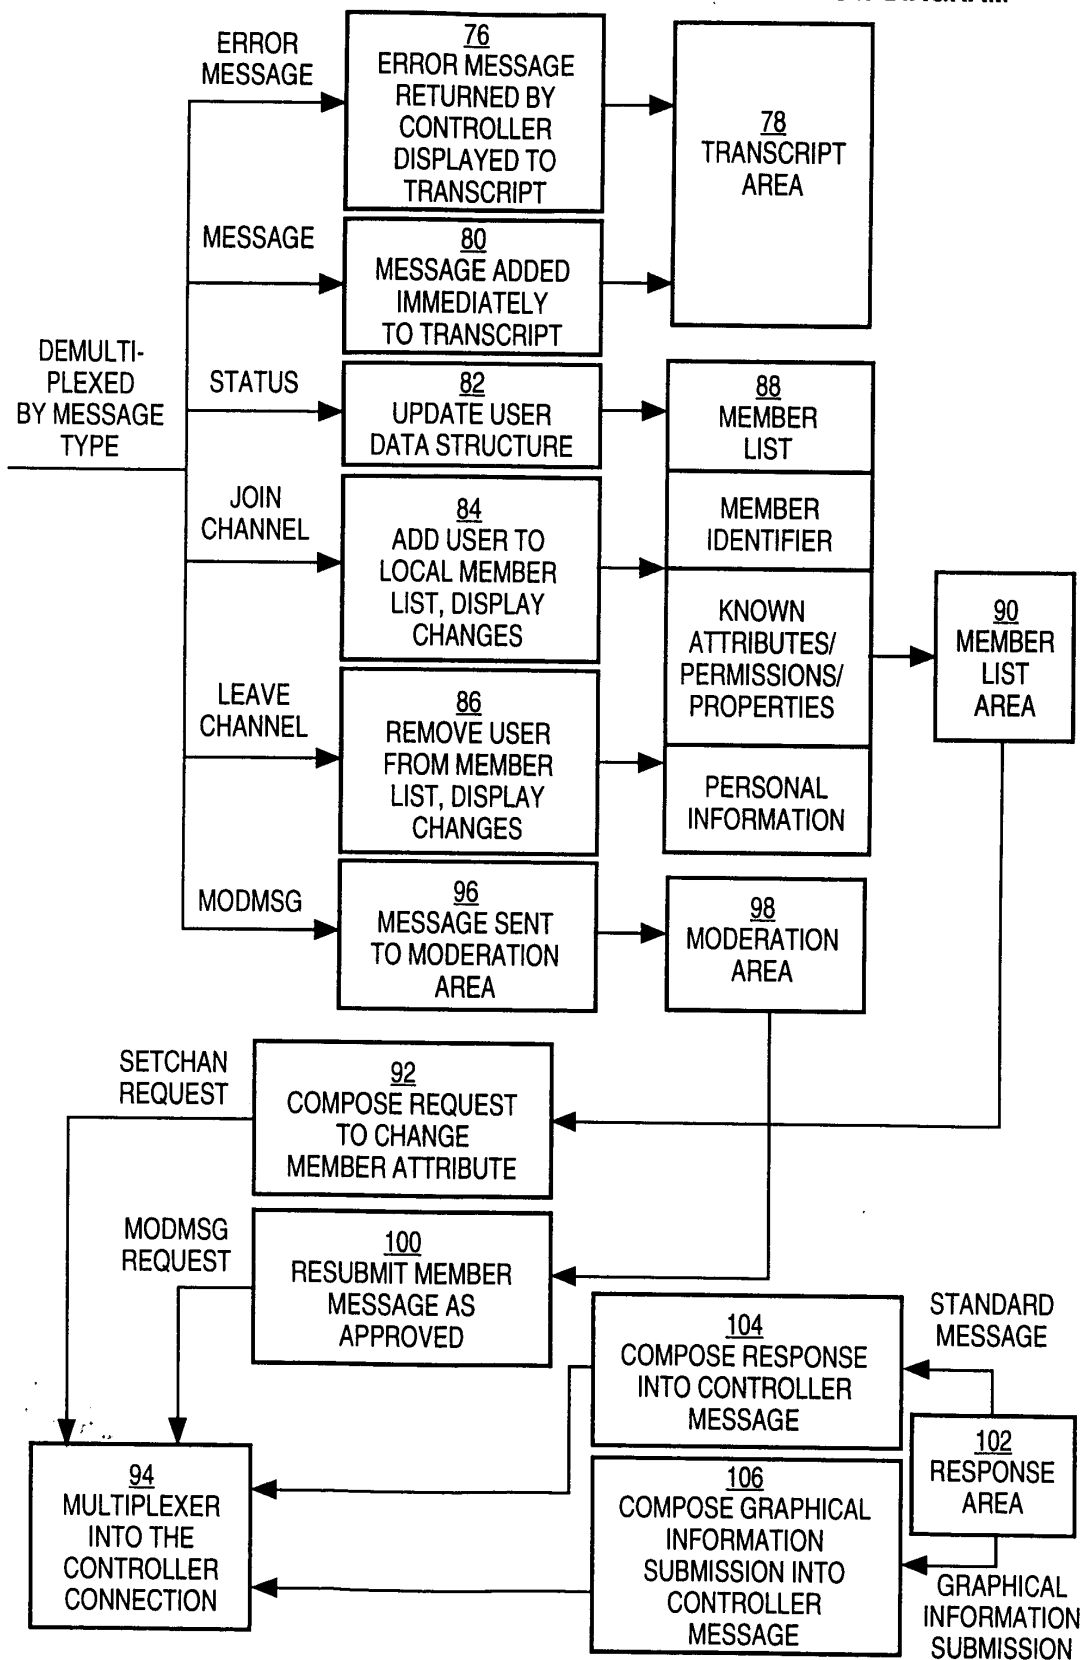 ERROR
MESSAGE
76
ERROR MESSAGE
RETURNED BY
CONTROLLER
DISPLAYED TO
TRANSCRIPT
78
TRANSCRIPT
AREA
MESSAGE
80
MESSAGE ADDED
IMMEDIATELY
TO TRANSCRIPT
DEMULTI-
PLEXED
BY MESSAGE
TYPE
STATUS
82
UPDATE USER
DATA STRUCTURE
88
MEMBER
LIST
JOIN
CHANNEL
84
ADD USER TO
LOCAL MEMBER
LIST, DISPLAY
CHANGES
MEMBER
IDENTIFIER
KNOWN
ATTRIBUTES/
PERMISSIONS/
PROPERTIES
90
MEMBER
LIST
AREA
LEAVE
CHANNEL
86
REMOVE USER
FROM MEMBER
LIST, DISPLAY
CHANGES
PERSONAL
INFORMATION
MODMSG
96
MESSAGE SENT
TO MODERATION
AREA
98
MODERATION
AREA
SETCHAN
REQUEST
92
COMPOSE REQUEST
TO CHANGE
MEMBER ATTRIBUTE
MODMSG
REQUEST
100
RESUBMIT MEMBER
MESSAGE AS
APPROVED
104
COMPOSE RESPONSE
INTO CONTROLLER
MESSAGE
STANDARD
MESSAGE
102
RESPONSE
AREA
94
MULTIPLEXER
INTO THE
CONTROLLER
CONNECTION
106
COMPOSE GRAPHICAL
INFORMATION
SUBMISSION INTO
CONTROLLER
MESSAGE
GRAPHICAL
INFORMATION
SUBMISSION